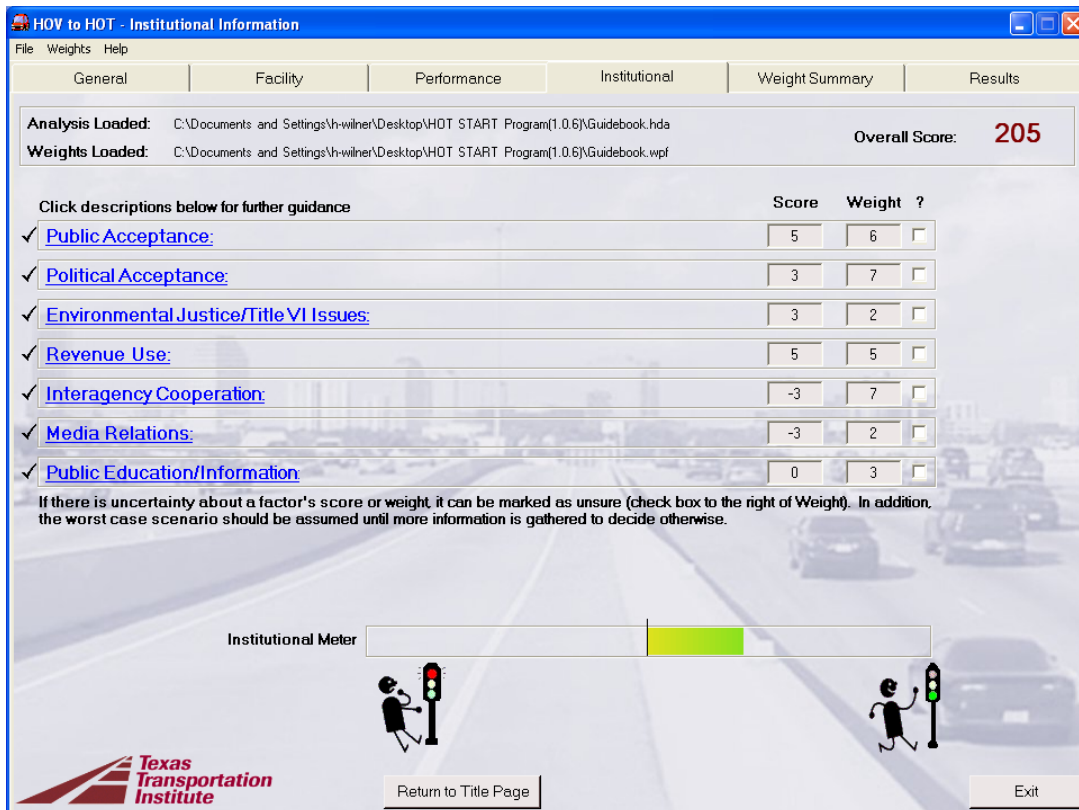 HOV to HOT - Institutional Information
File Weights Help
General Facility Performance Institutional Weight Summary Results
Analysis Loaded: C:\Documents and Settings\h-wilner\Desktop\HOT START Program(1.0.6)\Guidebook.hda
Overall Score: 205
Weights Loaded: C:\Documents and Settings\h-wilner\Desktop\HOT START Program(1.0.6)\Guidebook.wpf
Click descriptions below for further guidance Score Weight ?
Public Acceptance: 5 6
Political Acceptance: 3 7
Environmental Justice/Title VI Issues: 3 2
Revenue Use: 5 5
Interagency Cooperation: -3 7
Media Relations: -3 2
Public Education/Information: 0 3
If there is uncertainty about a factor's score or weight, it can be marked as unsure (check box to the right of Weight). In addition,
the worst case scenario should be assumed until more information is gathered to decide otherwise.
Institutional Meter
Texas
Transportation
Institute
Return to Title Page Exit